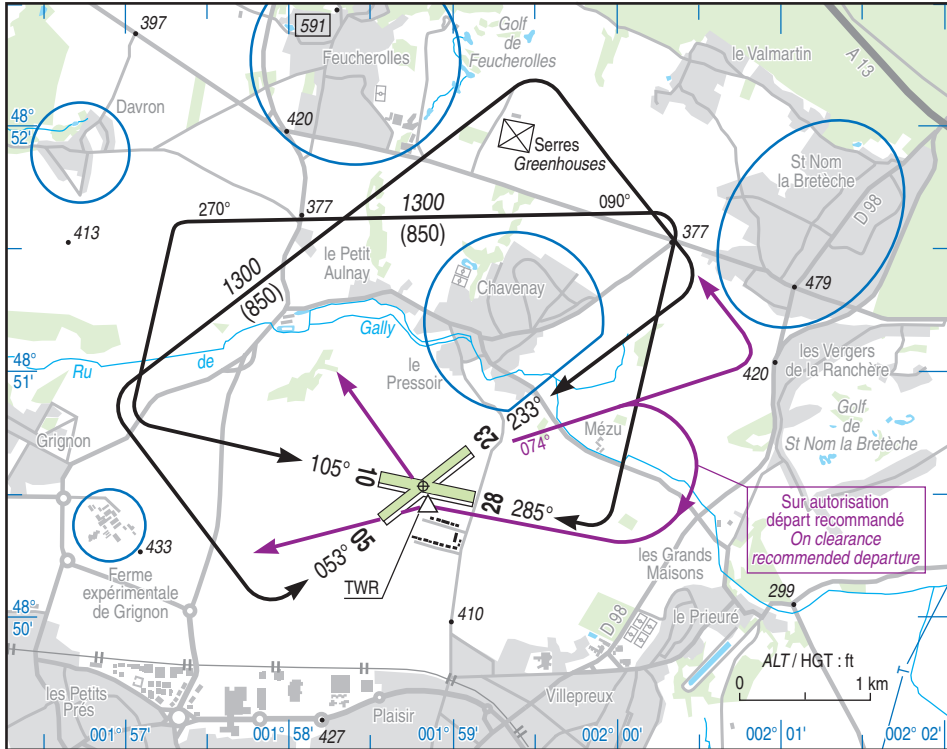 397
591
Feucherolles
Golf
de
Feucherolles
le Valmartin
A 13
Davron
48°
52'
420
Serres
Greenhouses
St Nom
la Bretèche
D 98
270°
377
1300
(850)
090°
377
413
le Petit
Aulnay
1300
(850)
Chavenay
479
Ru
de
Gally
48°
51'
le
Pressoir
420
les Vergers
de la Ranchère
Golf
de
St Nom la Bretèche
Grignon
233°
23
074°
Mézu
105°
10
28
285°
053°
05
TWR
433
Ferme
expérimentale
de Grignon
Sur autorisation
départ recommandé
On clearance
recommended departure
les Grands
Maisons
299
48°
50'
410
D 98
le Prieuré
ALT / HGT : ft
0
1 km
les Petits
Prés
Plaisir
Villepreux
427
T
001° 57'
001° 58'
001° 59'
002° 00'
002° 01'
002° 02'